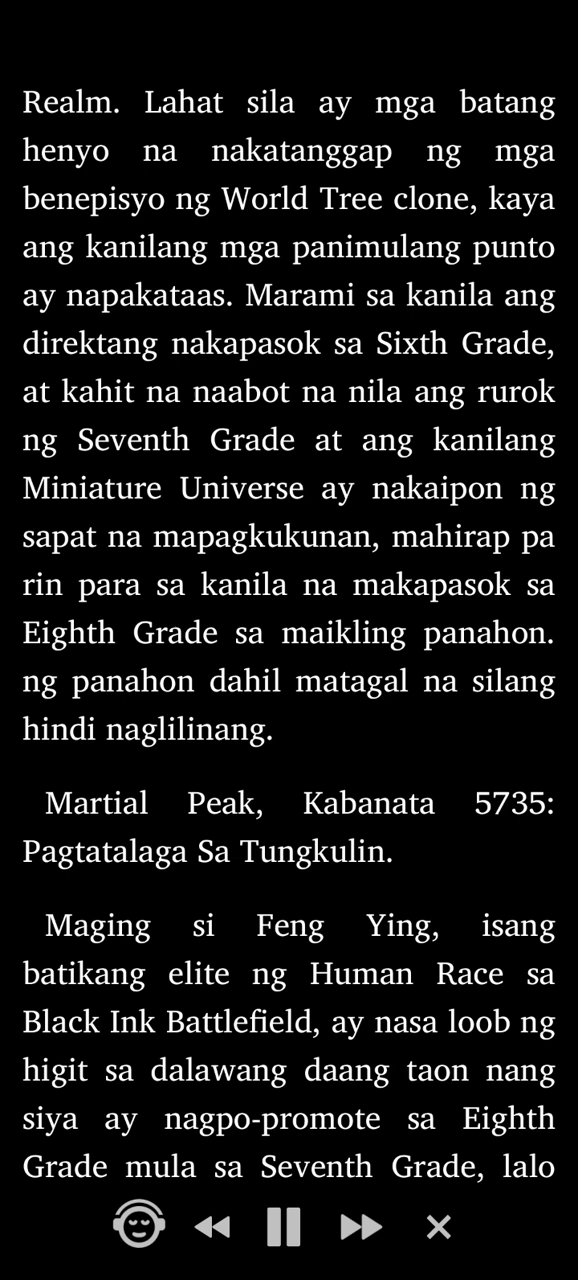 Realm. Lahat sila ay mga batang
henyo na nakatanggap ng mga
benepisyo ng World Tree clone, kaya
ang kanilang mga panimulang punto
ay napakataas. Marami sa kanila ang
direktang nakapasok sa Sixth Grade,
at kahit na naabot na nila ang rurok
ng Seventh Grade at ang kanilang
Miniature Universe ay nakaipon ng
sapat na mapagkukunan, mahirap pa
rin para sa kanila na makapasok sa
Eighth Grade sa maikling panahon.
ng panahon dahil matagal na silang
hindi naglilinang.
Martial Peak, Kabanata 5735:
Pagtatalaga Sa Tungkulin.
Maging si Feng Ying, isang
batikang elite ng Human Race sa
Black Ink Battlefield, ay nasa loob ng
higit sa dalawang daang taon nang
siya ay nagpo-promote sa Eighth
Grade mula sa Seventh Grade, lalo